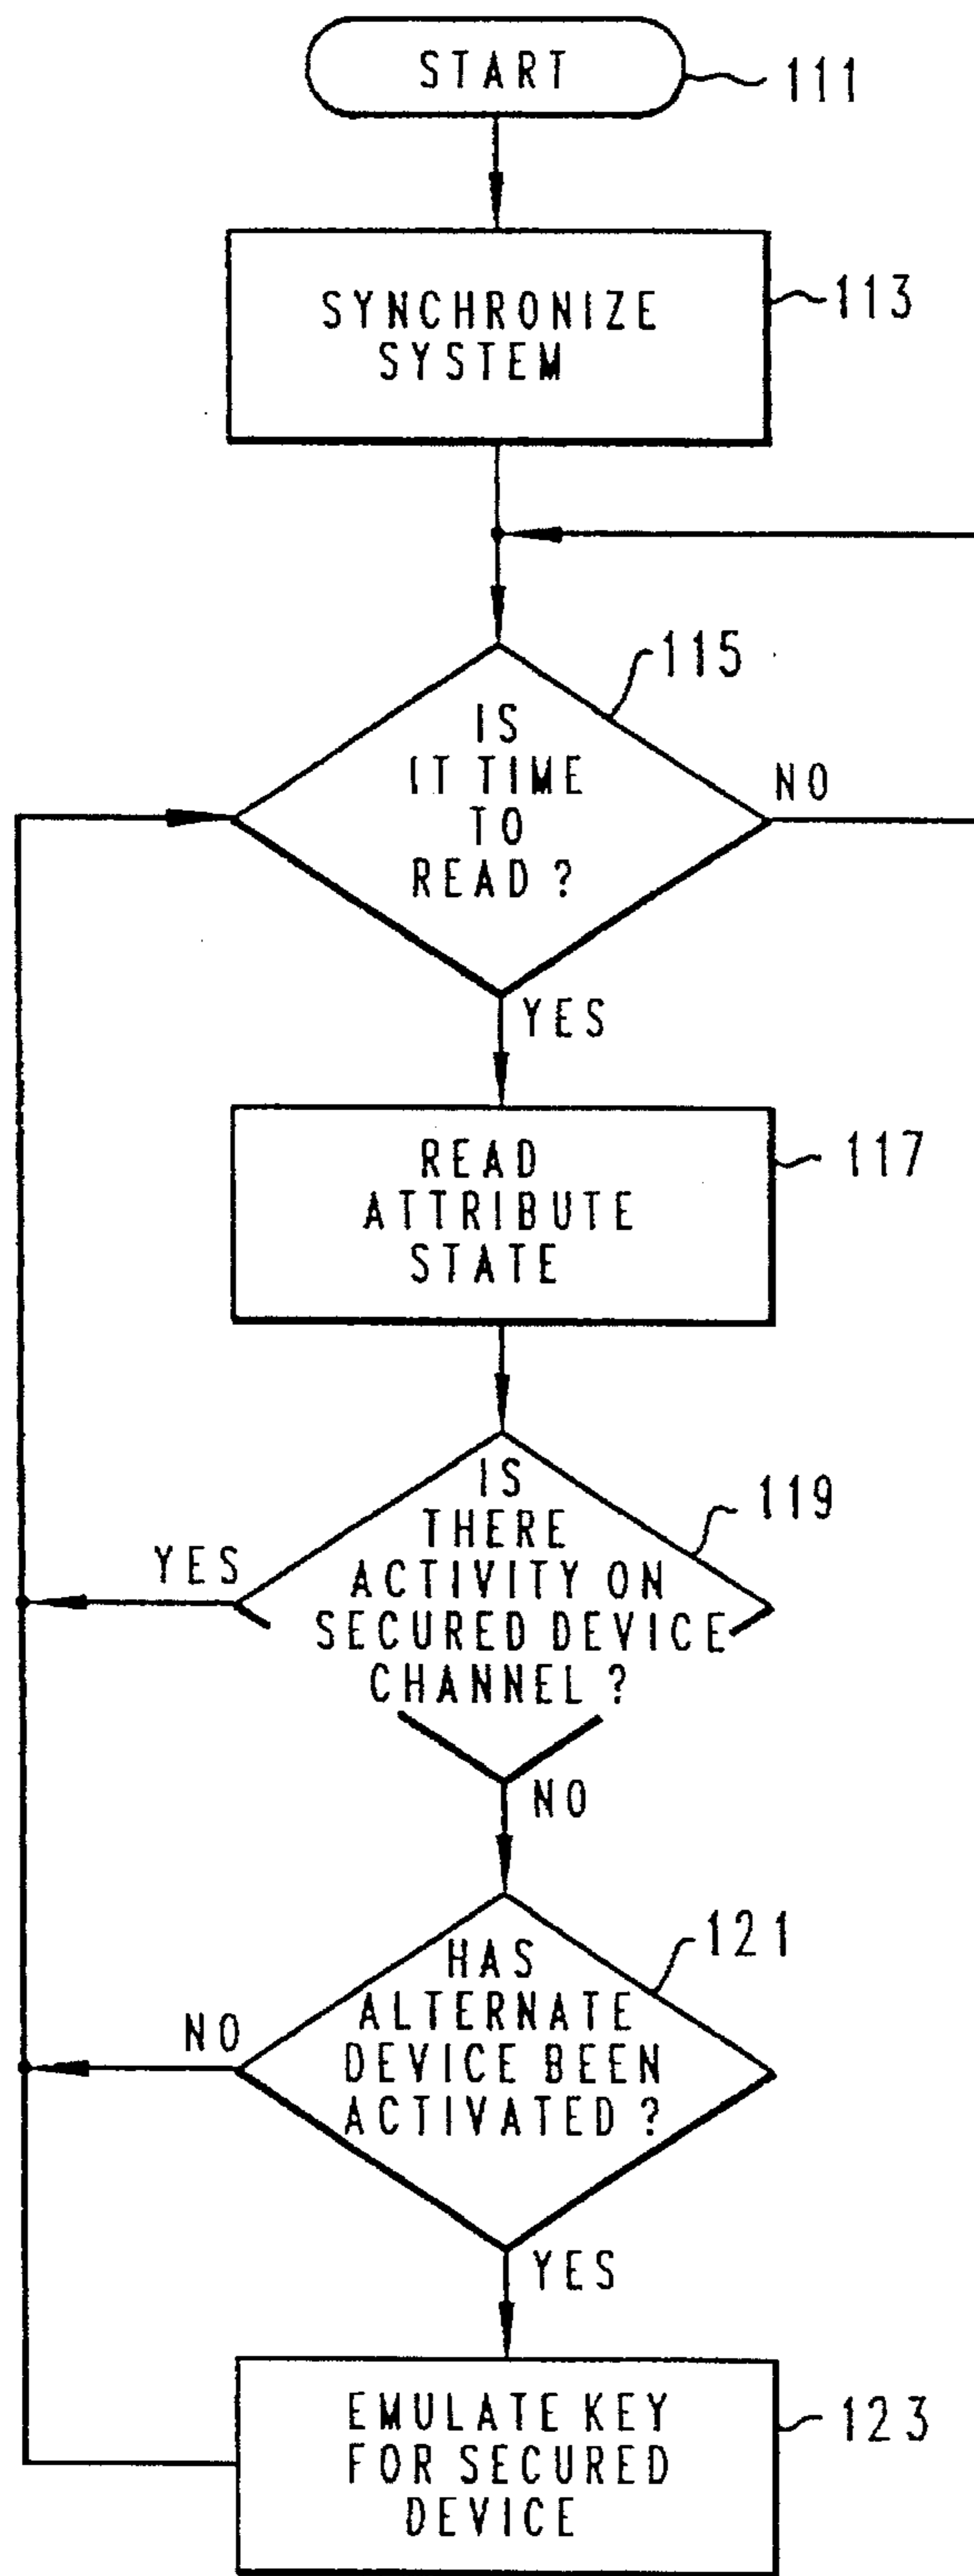 START
111
SYNCHRONIZE
SYSTEM
113
115
IS
IT TIME
TO
READ ?
NO
YES
READ
ATTRIBUTE
STATE
117
IS
THERE
ACTIVITY ON
SECURED DEVICE
CHANNEL ?
119
YES
NO
HAS
ALTERNATE
DEVICE BEEN
ACTIVATED ?
121
NO
YES
EMULATE KEY
FOR SECURED
DEVICE
123